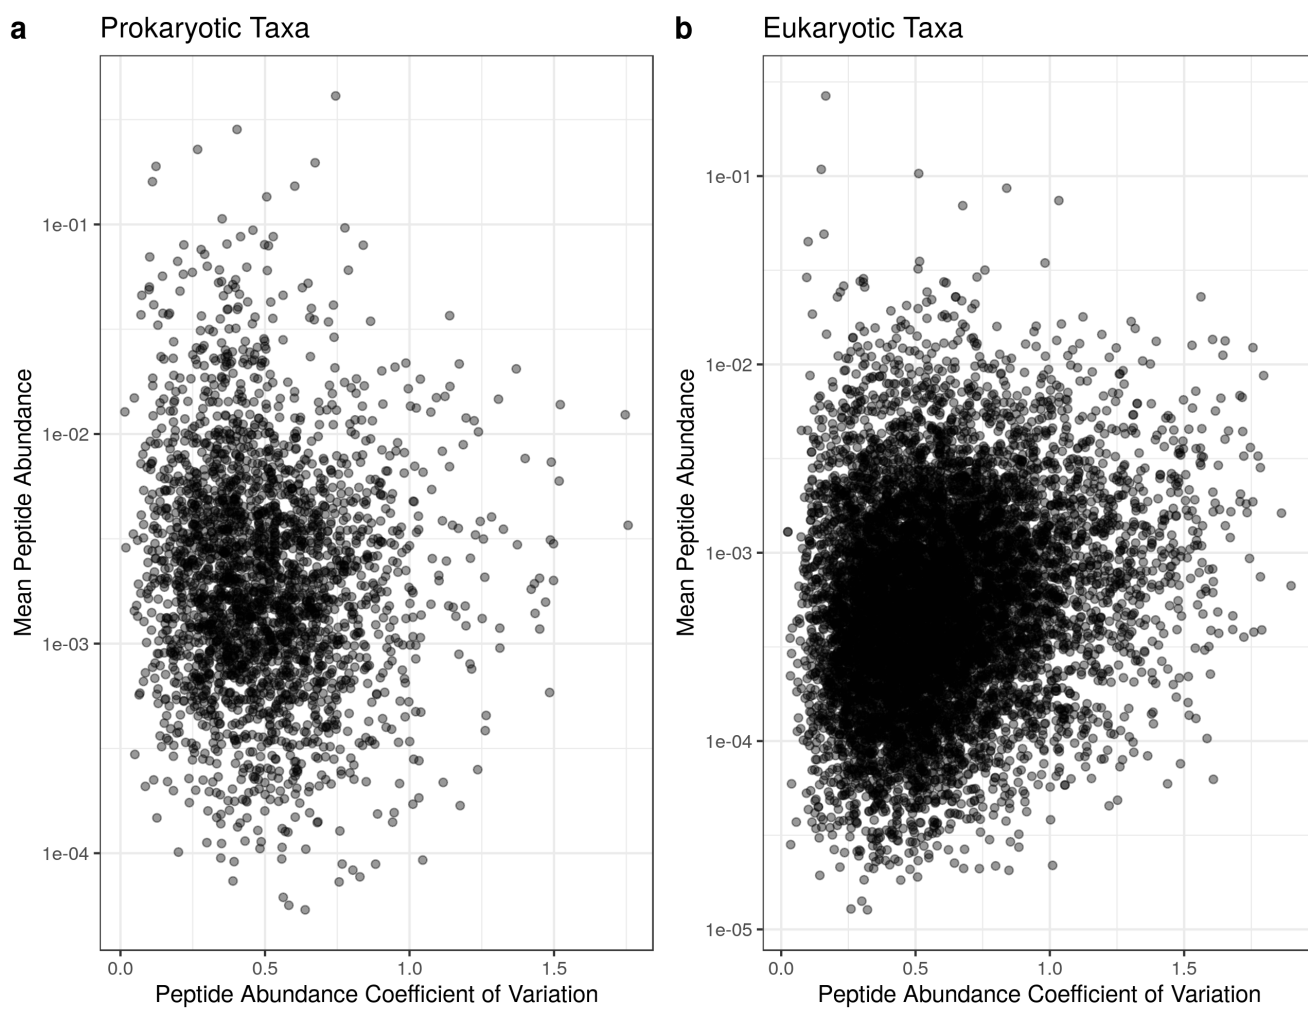 a Prokaryotic Taxa
Mean Peptide Abundance
1e-01
1e-02
1e-03
1e-04
0.0 0.5 1.0 1.5
Peptide Abundance Coefficient of Variation
b Eukaryotic Taxa
Mean Peptide Abundance
1e-01
1e-02
1e-03
1e-04
1e-05
0.0 0.5 1.0 1.5
Peptide Abundance Coefficient of Variation